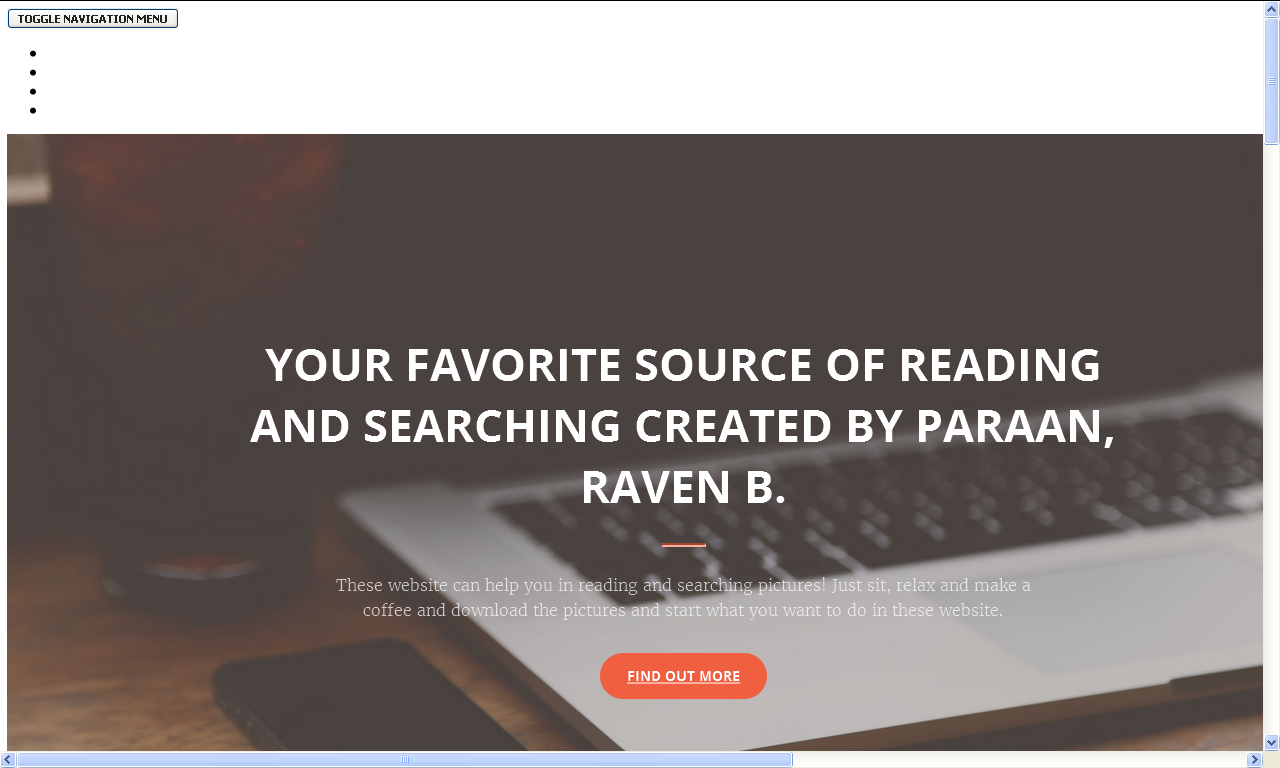 TOGGLE NAVIGATION MENU
YOUR FAVORITE SOURCE OF READING
AND SEARCHING CREATED BY PARAAN,
RAVEN B.
These website can help you in reading and searching pictures! Just sit, relax and make a
coffee and download the pictures and start what you want to do in these website.
FIND OUT MORE